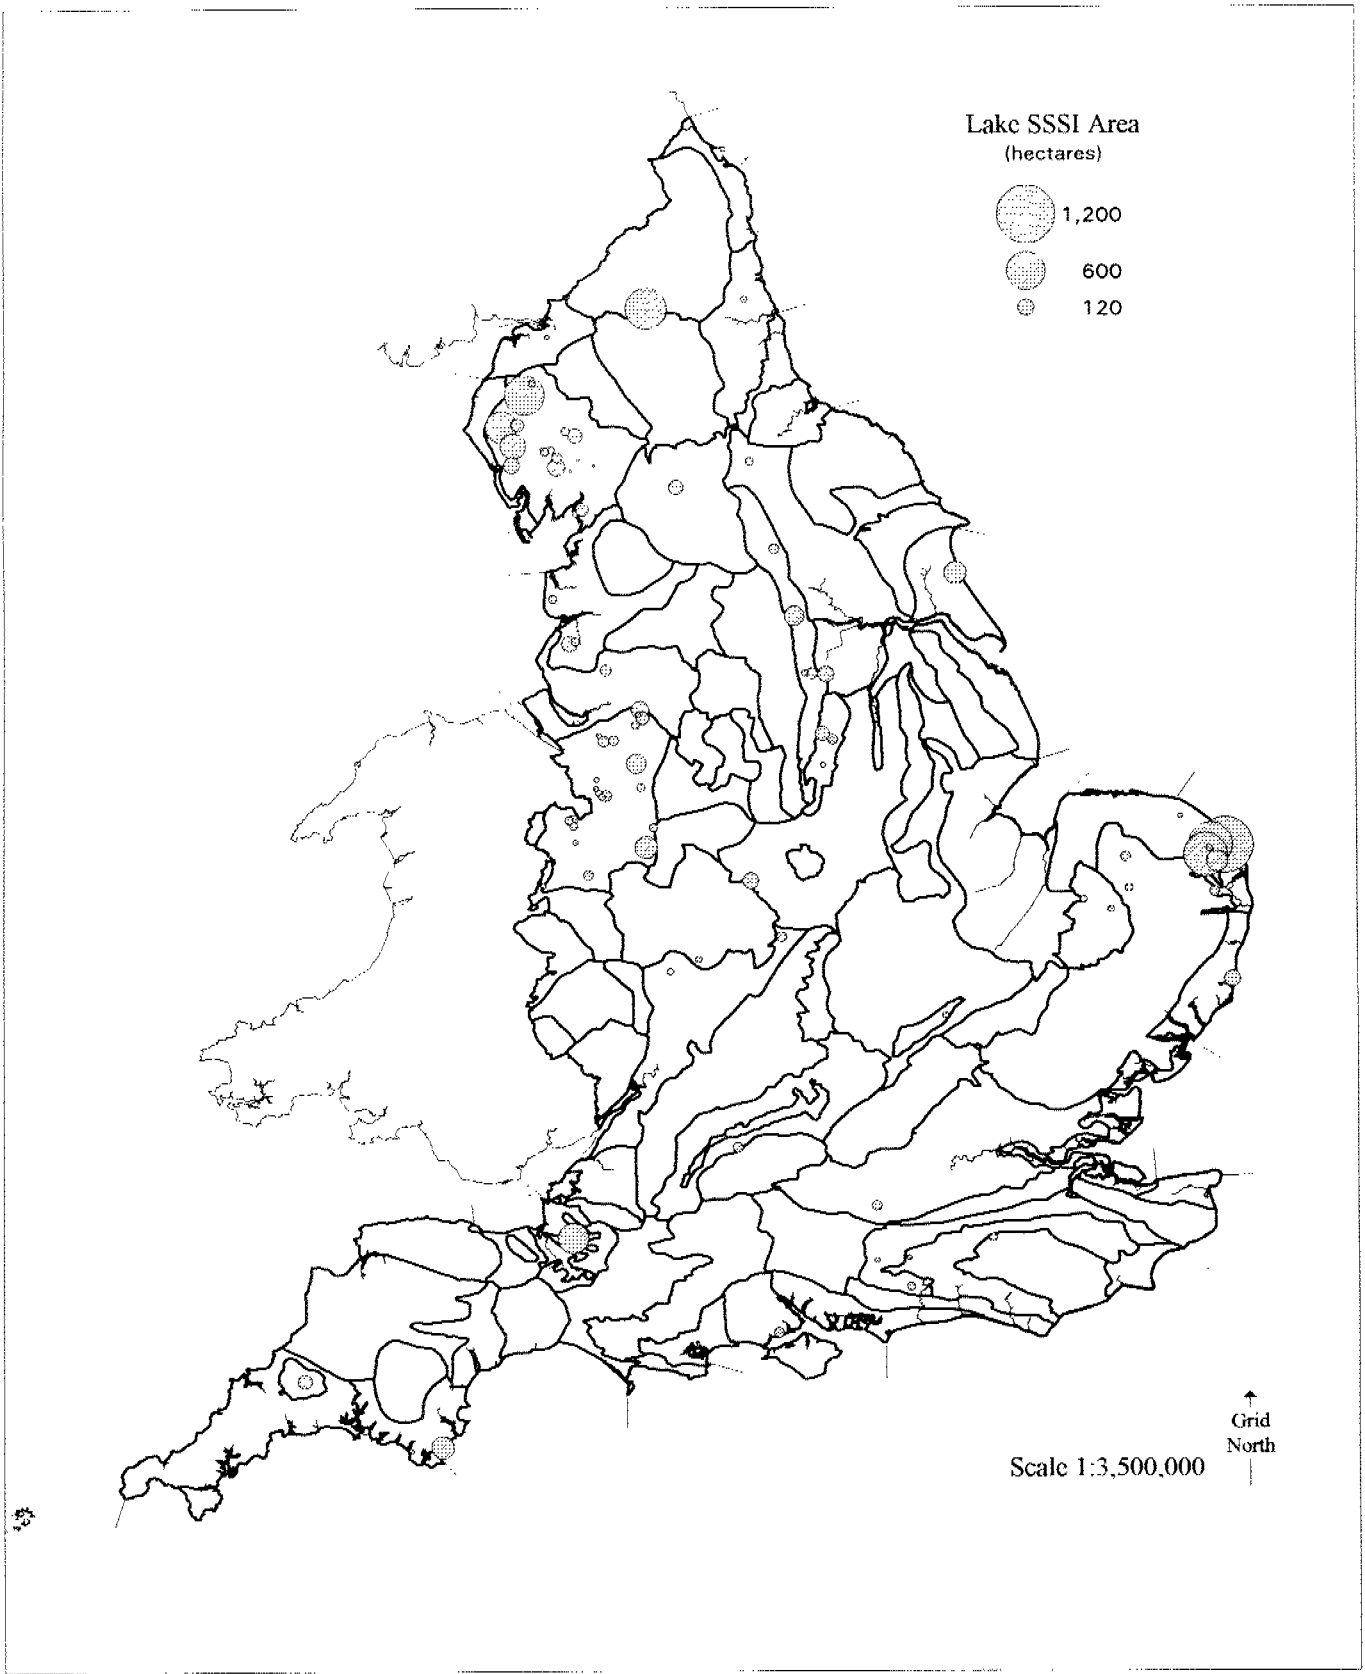 Lake SSSI Area
(hectares)
1,200
600
120
Grid
North
Scale 1:3,500,000